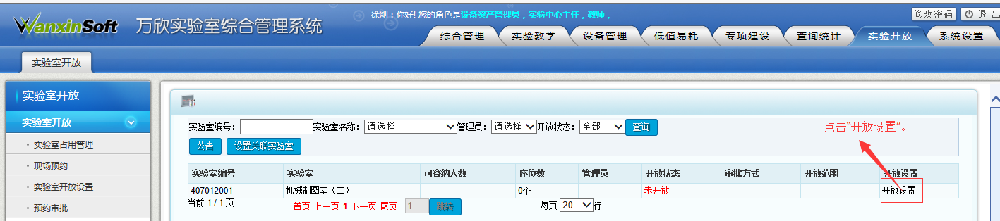 徐刚：你好! 您的角色是设备资产管理员，实验中心主任，教师，
修改密码 退 出
WanxinSoft 万欣实验室综合管理系统
综合管理 实验教学 设备管理 低值易耗 专项建设 查询统计 实验开放 系统设置
实验室开放
实验室开放
实验室开放
实验室占用管理
现场预约
实验室开放设置
预约审批
实验室编号： 实验室名称： 请选择 管理员： 请选择 开放状态： 全部 查询
点击“开放设置”。
公告 设置关联实验室
实验室编号 实验室 可容纳人数 座位数 管理员 开放状态 审批方式 开放范围 开放设置
407012001 机械制图室（二） 0个 未开放 - 开放设置
当前 1 / 1 页 首页 上一页 1 下一页 尾页 1 跳转 每页 20 行